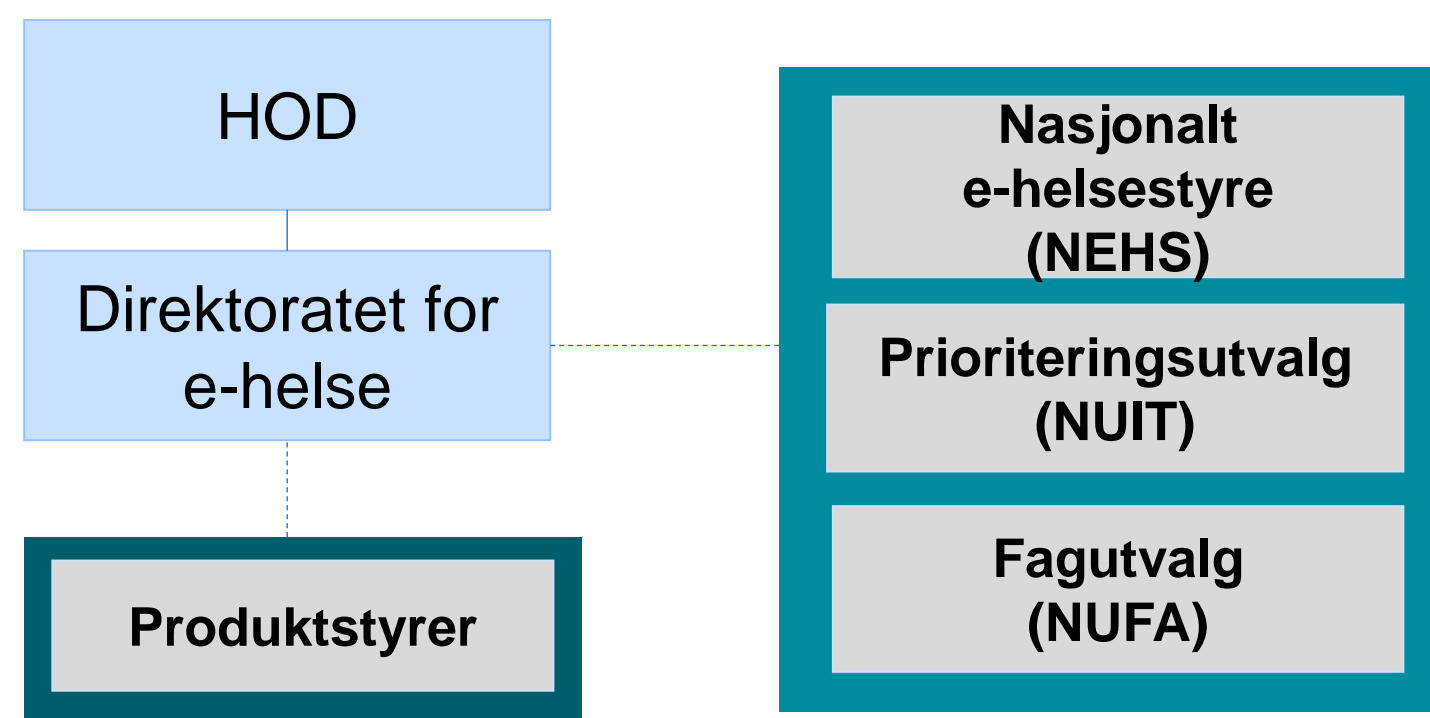 HOD
Direktoratet for
e-helse
Produktstyrer
Nasjonalt
e-helsestyre
(NEHS)
Prioriteringsutvalg
(NUIT)
Fagutvalg
(NUFA)